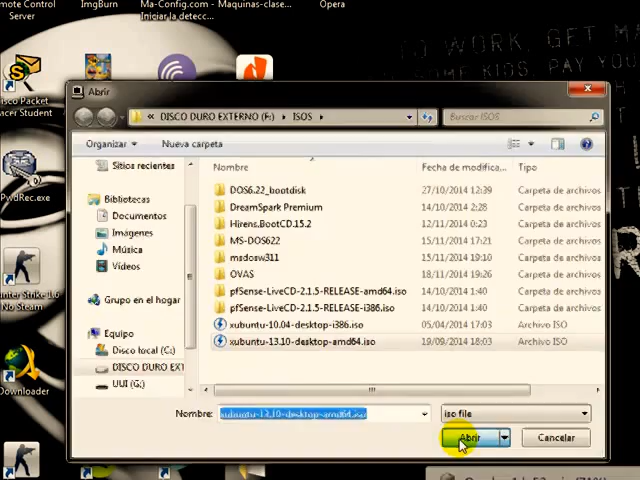 mote Control
Server
ImgBurn
Ma-Config.com -
Iniciar la detecc...
Maquinas-clase...
Opera
TO WORK, GET MA
SOME KIDS, PAY YOU
isco Packet
acer Student
PwdRec.exe
unter Strike 1.6
No Steam
Downloader
Abrir
« DISCO DURO EXTERNO (F:) ▸ ISOS ▸
Buscar ISOS
Organizar
Nueva carpeta
Sitios recientes
Bibliotecas
Documentos
Imágenes
Música
Vídeos
Grupo en el hogar
Equipo
Disco local (C:)
DISCO DURO EXT
UUI (G:)
Nombre
Fecha de modifica...
Tipo
DOS6.22_bootdisk 27/10/2014 12:39 Carpeta de archivos
DreamSpark Premium 14/10/2014 2:28 Carpeta de archivos
Hirens.BootCD.15.2 12/11/2014 0:23 Carpeta de archivos
MS-DOS622 15/11/2014 17:21 Carpeta de archivos
msdosw311 15/11/2014 19:10 Carpeta de archivos
OVAS 18/11/2014 19:26 Carpeta de archivos
pfSense-LiveCD-2.1.5-RELEASE-amd64.iso 14/10/2014 1:40 Carpeta de archivos
pfSense-LiveCD-2.1.5-RELEASE-i386.iso 14/10/2014 1:40 Carpeta de archivos
xubuntu-10.04-desktop-i386.iso 05/04/2014 17:03 Archivo ISO
xubuntu-13.10-desktop-amd64.iso 19/09/2014 18:03 Archivo ISO
Nombre: xubuntu-13.10-desktop-amd64.iso
iso file
Abrir
Cancelar